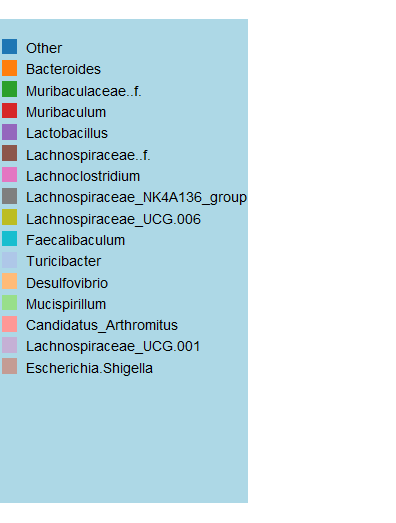 Other
Bacteroides
Muribaculaceae..f.
Muribaculum
Lactobacillus
Lachnospiraceae..f.
Lachnoclostridium
Lachnospiraceae_NK4A136_group
Lachnospiraceae_UCG.006
Faecalibaculum
Turicibacter
Desulfovibrio
Mucispirillum
Candidatus_Arthromitus
Lachnospiraceae_UCG.001
Escherichia.Shigella